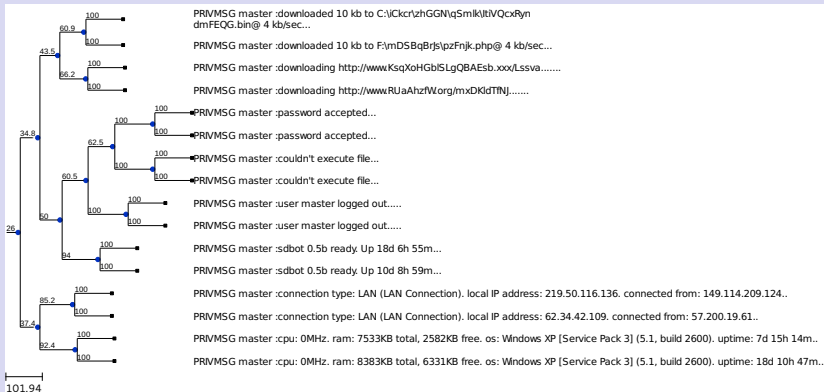 100
PRIVMSG master :downloaded 10 kb to C:\iCkcr\zhGGN\qSmlk\ItiVQcxRyn
dmFEQG.bin@ 4 kb/sec...
60.9
100
PRIVMSG master :downloaded 10 kb to F:\mDSBqBrJs\pzFnjk.php@ 4 kb/sec...
43.5
100
PRIVMSG master :downloading http://www.KsqXoHGblSLgQBAEsb.xxx/Lssva.......
66.2
100
PRIVMSG master :downloading http://www.RUaAhzfW.org/mxDKldTfNJ.......
34.8
100
PRIVMSG master :password accepted...
100
100
PRIVMSG master :password accepted...
62.5
100
PRIVMSG master :couldn't execute file...
100
100
PRIVMSG master :couldn't execute file...
60.5
100
PRIVMSG master :user master logged out.....
100
100
PRIVMSG master :user master logged out.....
50
100
PRIVMSG master :sdbot 0.5b ready. Up 18d 6h 55m...
94
100
PRIVMSG master :sdbot 0.5b ready. Up 10d 8h 59m...
26
100
PRIVMSG master :connection type: LAN (LAN Connection). local IP address: 219.50.116.136. connected from: 149.114.209.124..
85.2
100
PRIVMSG master :connection type: LAN (LAN Connection). local IP address: 62.34.42.109. connected from: 57.200.19.61..
37.4
100
PRIVMSG master :cpu: 0MHz. ram: 7533KB total, 2582KB free. os: Windows XP [Service Pack 3] (5.1, build 2600). uptime: 7d 15h 14m..
92.4
100
PRIVMSG master :cpu: 0MHz. ram: 8383KB total, 6331KB free. os: Windows XP [Service Pack 3] (5.1, build 2600). uptime: 18d 10h 47m..
101.94